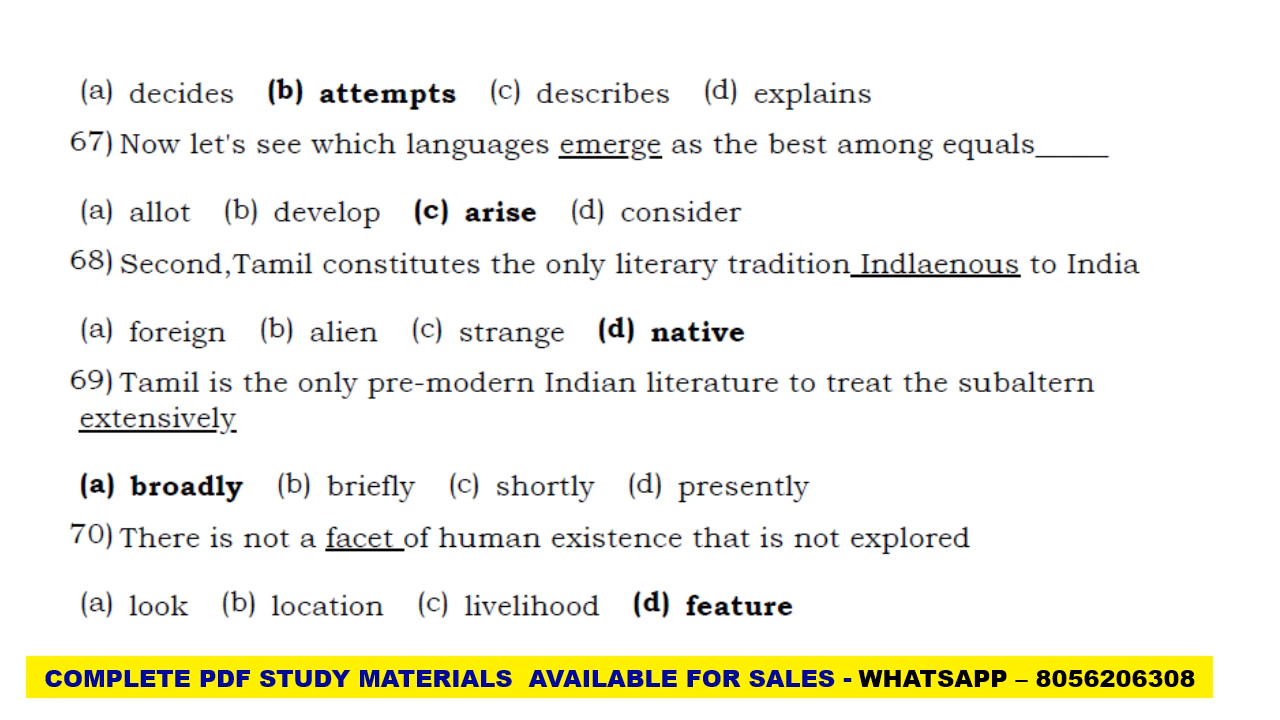 (a) decides (b) attempts (c) describes (d) explains
67) Now let's see which languages emerge as the best among equals_____
(a) allot (b) develop (c) arise (d) consider
68) Second,Tamil constitutes the only literary tradition Indlaenous to India
(a) foreign (b) alien (c) strange (d) native
69) Tamil is the only pre-modern Indian literature to treat the subaltern
extensively
(a) broadly (b) briefly (c) shortly (d) presently
70) There is not a facet of human existence that is not explored
(a) look (b) location (c) livelihood (d) feature
COMPLETE PDF STUDY MATERIALS AVAILABLE FOR SALES - WHATSAPP – 8056206308